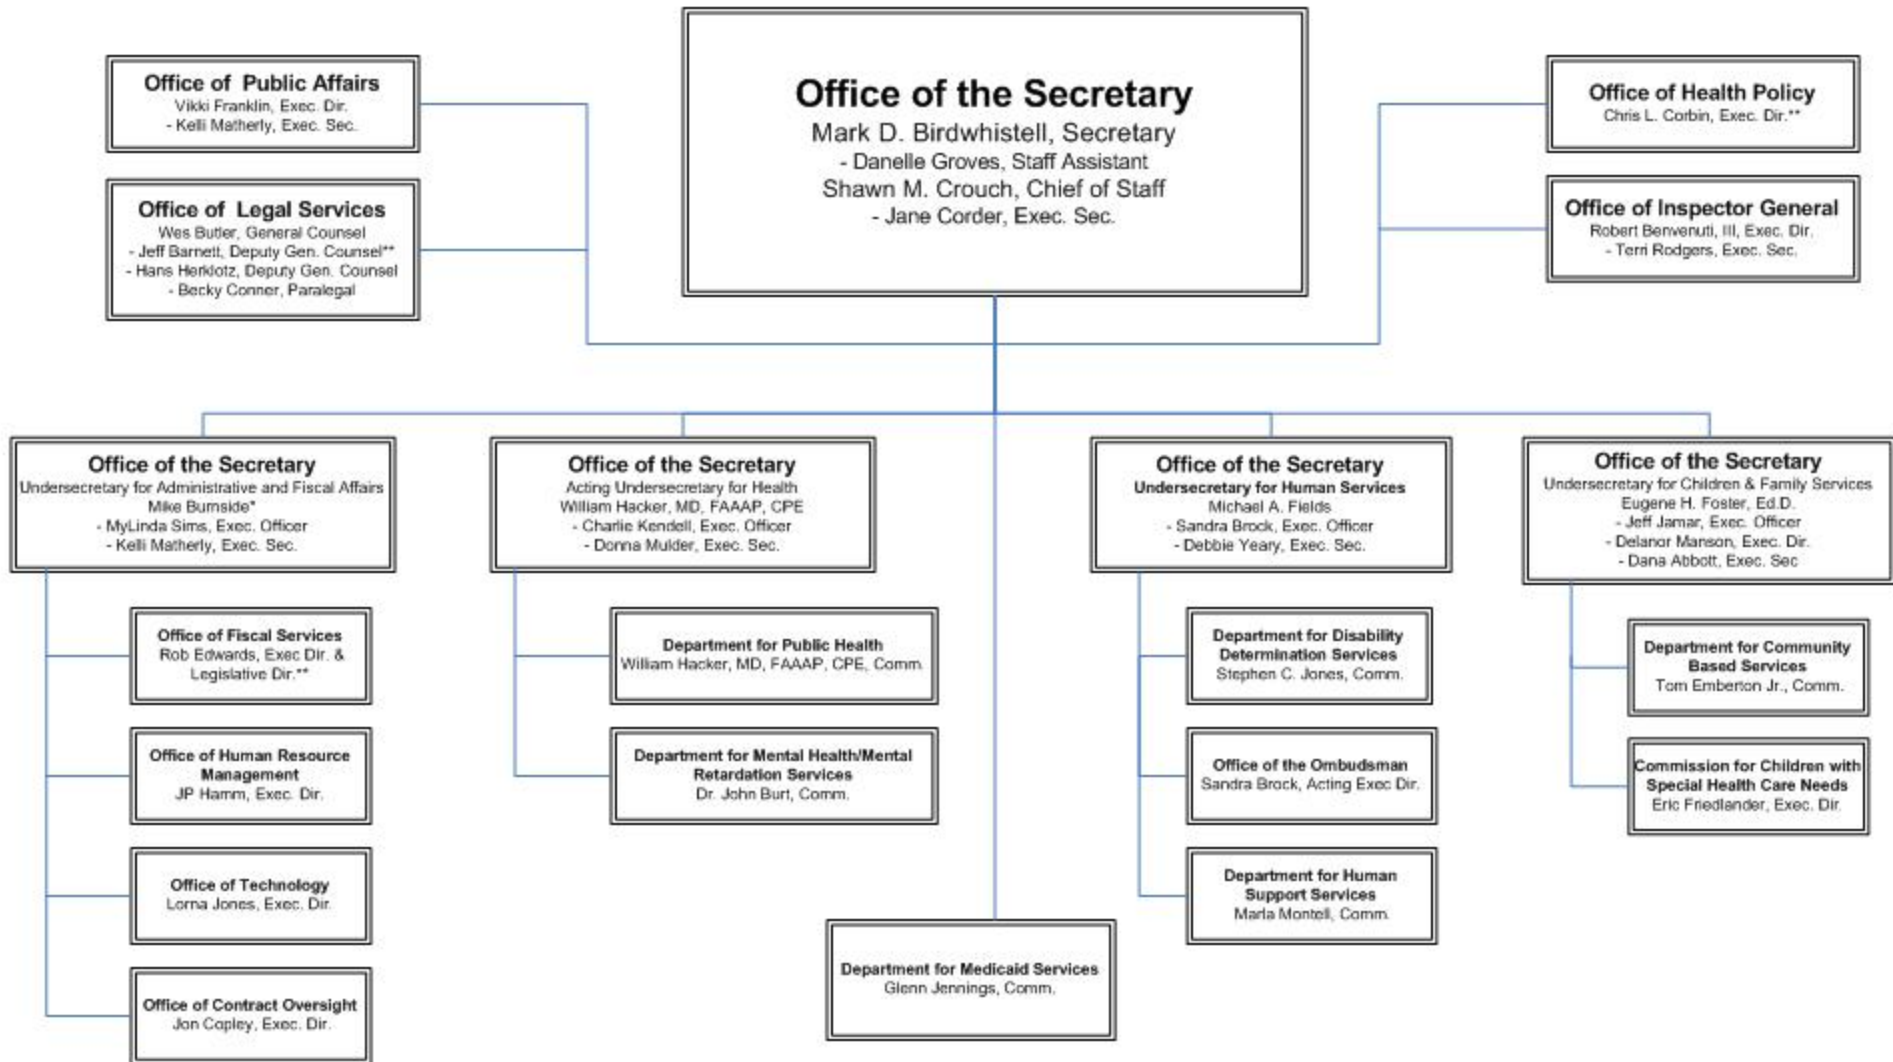 Office of Public Affairs
Vikki Franklin, Exec. Dir.
- Kelli Matherly, Exec. Sec.
Office of Legal Services
Wes Butler, General Counsel
- Jeff Barnett, Deputy Gen. Counsel**
- Hans Herklotz, Deputy Gen. Counsel
- Becky Conner, Paralegal
Office of the Secretary
Mark D. Birdwhistell, Secretary
- Danelle Groves, Staff Assistant
Shawn M. Crouch, Chief of Staff
- Jane Corder, Exec. Sec.
Office of Health Policy
Chris L. Corbin, Exec. Dir.**
Office of Inspector General
Robert Benvenuti, III, Exec. Dir.
- Terri Rodgers, Exec. Sec.
Office of the Secretary
Undersecretary for Administrative and Fiscal Affairs
Mike Burnside*
- MyLinda Sims, Exec. Officer
- Kelli Matherly, Exec. Sec.
Office of Fiscal Services
Rob Edwards, Exec Dir. &
Legislative Dir.**
Office of Human Resource
Management
JP Hamm, Exec. Dir.
Office of Technology
Lorna Jones, Exec. Dir.
Office of Contract Oversight
Jon Copley, Exec. Dir.
Office of the Secretary
Acting Undersecretary for Health
William Hacker, MD, FAAAP, CPE
- Charlie Kendell, Exec. Officer
- Donna Mulder, Exec. Sec.
Department for Public Health
William Hacker, MD, FAAAP, CPE, Comm.
Department for Mental Health/Mental
Retardation Services
Dr. John Burt, Comm.
Department for Medicaid Services
Glenn Jennings, Comm.
Office of the Secretary
Undersecretary for Human Services
Michael A. Fields
- Sandra Brock, Exec. Officer
- Debbie Yeary, Exec. Sec.
Department for Disability
Determination Services
Stephen C. Jones, Comm.
Office of the Ombudsman
Sandra Brock, Acting Exec Dir.
Department for Human
Support Services
Marla Montell, Comm.
Office of the Secretary
Undersecretary for Children & Family Services
Eugene H. Foster, Ed.D.
- Jeff Jamar, Exec. Officer
- Delanor Manson, Exec. Dir.
- Dana Abbott, Exec. Sec
Department for Community
Based Services
Tom Emberton Jr., Comm.
Commission for Children with
Special Health Care Needs
Eric Friedlander, Exec. Dir.